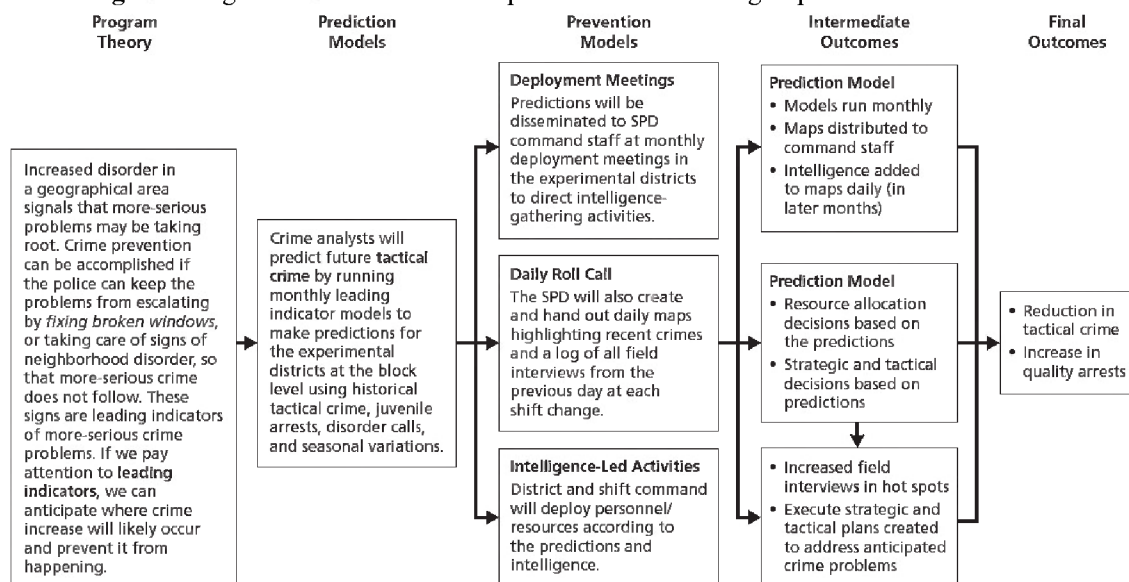 Program
Theory
Prediction
Models
Prevention
Models
Intermediate
Outcomes
Final
Outcomes
Increased disorder in
a geographical area
signals that more-serious
problems may be taking
root. Crime prevention
can be accomplished if
the police can keep the
problems from escalating
by fixing broken windows,
or taking care of signs of
neighborhood disorder, so
that more-serious crime
does not follow. These
signs are leading indicators
of more-serious crime
problems. If we pay
attention to leading
indicators, we can
anticipate where crime
increase will likely occur
and prevent it from
happening.
Crime analysts will
predict future tactical
crime by running
monthly leading
indicator models to
make predictions for
the experimental
districts at the block
level using historical
tactical crime, juvenile
arrests, disorder calls,
and seasonal variations.
Deployment Meetings
Predictions will be
disseminated to SPD
command staff at monthly
deployment meetings in
the experimental districts
to direct intelligence-
gathering activities.
Daily Roll Call
The SPD will also create
and hand out daily maps
highlighting recent crimes
and a log of all field
interviews from the
previous day at each
shift change.
Intelligence-Led Activities
District and shift command
will deploy personnel/
resources according to
the predictions and
intelligence.
Prediction Model
• Models run monthly
• Maps distributed to
command staff
• Intelligence added
to maps daily (in
later months)
Prediction Model
• Resource allocation
decisions based on
the predictions
• Strategic and tactical
decisions based on
predictions
• Increased field
interviews in hot spots
• Execute strategic and
tactical plans created
to address anticipated
crime problems
• Reduction in
tactical crime
• Increase in
quality arrests